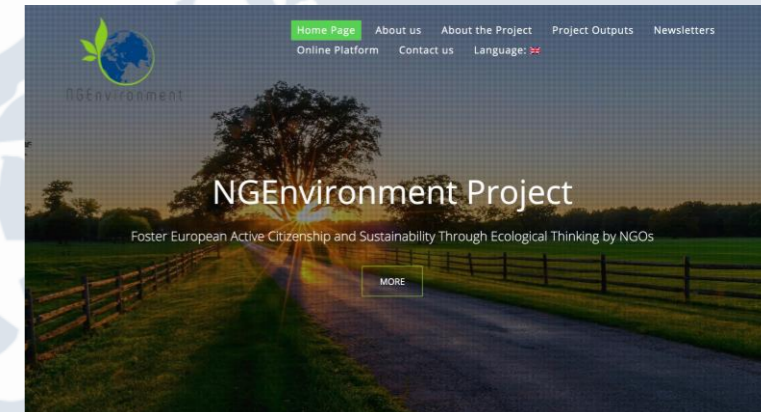 Home Page About us About the Project Project Outputs Newsletters
Online Platform Contact us Language:
NGEnvironment
NGEnvironment Project
Foster European Active Citizenship and Sustainability Through Ecological Thinking by NGOs
MORE